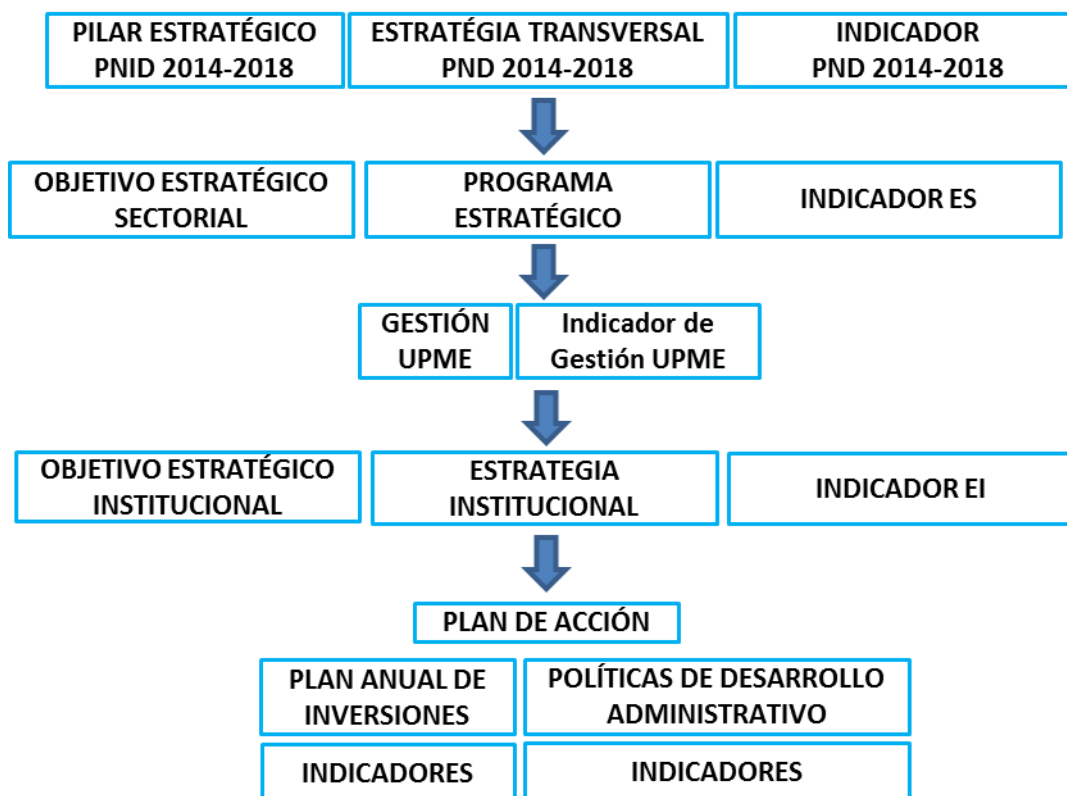 PILAR ESTRATÉGICO
PNID 2014-2018
ESTRATÉGIA TRANSVERSAL
PND 2014-2018
INDICADOR
PND 2014-2018
OBJETIVO ESTRATÉGICO
SECTORIAL
PROGRAMA
ESTRATÉGICO
INDICADOR ES
GESTIÓN
UPME
Indicador de
Gestión UPME
OBJETIVO ESTRATÉGICO
INSTITUCIONAL
ESTRATEGIA
INSTITUCIONAL
INDICADOR EI
PLAN DE ACCIÓN
PLAN ANUAL DE
INVERSIONES
POLÍTICAS DE DESARROLLO
ADMINISTRATIVO
INDICADORES
INDICADORES